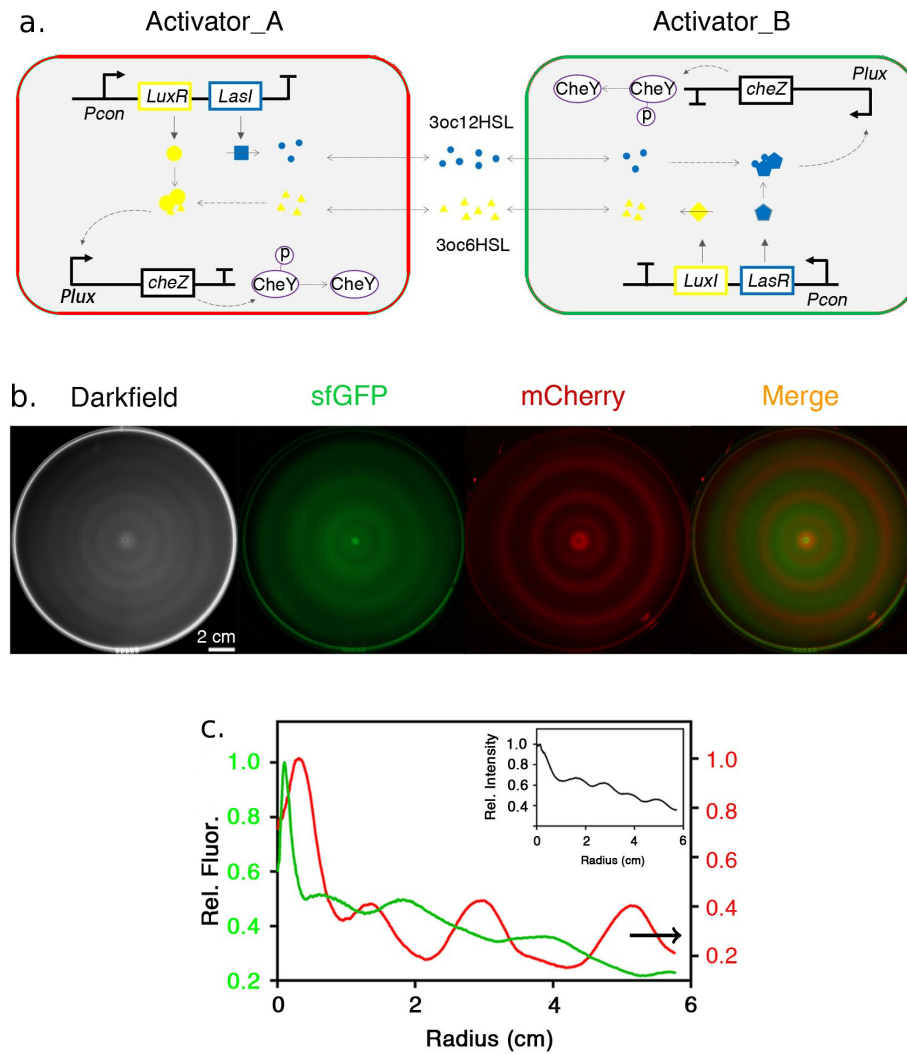 a.
Activator_A
Activator_B
Pcon
LuxR
LasI
3oc12HSL
3oc6HSL
Plux
cheZ
p
CheY
CheY
CheY
CheY
p
cheZ
Plux
LuxI
LasR
Pcon
b.
Darkfield
sfGFP
mCherry
Merge
2 cm
c.
Rel. Fluor.
1.0
0.8
0.6
0.4
0.2
0
2
4
6
Radius (cm)
1.0
0.8
0.6
0.4
0.2
Rel. Intensity
1.0
0.8
0.6
0.4
0
2
4
6
Radius (cm)